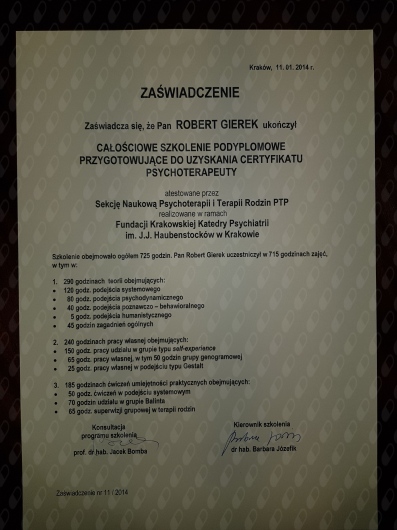 Kraków, 11. 01. 2014 r.
ZAŚWIADCZENIE
Zaświadcza się, że Pan ROBERT GIEREK ukończył
CAŁOŚCIOWE SZKOLENIE PODYPLOMOWE
PRZYGOTOWUJĄCE DO UZYSKANIA CERTYFIKATU
PSYCHOTERAPEUTY
atestowane przez
Sekcję Naukową Psychoterapii i Terapii Rodzin PTP
realizowane w ramach
Fundacji Krakowskiej Katedry Psychiatrii
im. J.J. Haubenstocków w Krakowie
Szkolenie obejmowało ogółem 725 godzin. Pan Robert Gierek uczestniczył w 715 godzinach zajęć,
w tym w:
1. 290 godzinach teorii obejmujących:
• 120 godz. podejścia systemowego
• 80 godz. podejścia psychodynamicznego
• 40 godz. podejścia poznawczo – behawioralnego
• 5 godz. podejścia humanistycznego
• 45 godzin zagadnień ogólnych
2. 240 godzinach pracy własnej obejmującej:
• 150 godz. pracy udziału w grupie typu self-experience
• 65 godz. pracy własnej, w tym 50 godzin grupy genogramowej
• 25 godz. pracy własnej w podejściu typu Gestalt
3. 185 godzinach ćwiczeń umiejętności praktycznych obejmujących:
• 50 godz. ćwiczeń w podejściu systemowym
• 70 godzin udziału w grupie Balinta
• 65 godz. superwizji grupowej w terapii rodzin
Konsultacja
programu szkolenia
prof. dr hab. Jacek Bomba
Kierownik szkolenia
dr hab. Barbara Józefik
Zaświadczenie nr 11 / 2014